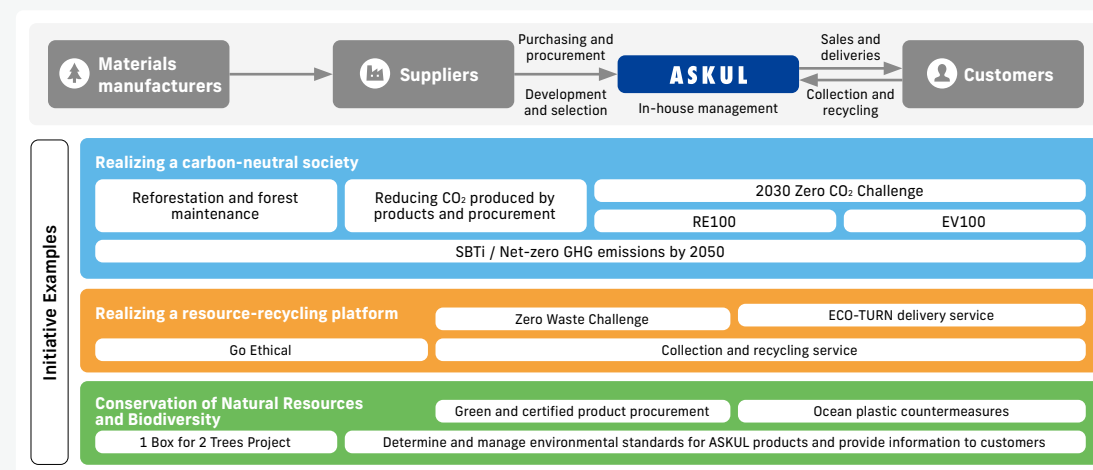 Materials
manufacturers
Suppliers
Purchasing and
procurement
Development
and selection
ASKUL
In-house management
Sales and
deliveries
Collection and
recycling
Customers
Initiative Examples
Realizing a carbon-neutral society
Reforestation and forest
maintenance
Reducing CO₂ produced by
products and procurement
2030 Zero CO₂ Challenge
RE100
EV100
SBTi / Net-zero GHG emissions by 2050
Realizing a resource-recycling platform
Zero Waste Challenge
ECO-TURN delivery service
Go Ethical
Collection and recycling service
Conservation of Natural Resources
and Biodiversity
Green and certified product procurement
Ocean plastic countermeasures
1 Box for 2 Trees Project
Determine and manage environmental standards for ASKUL products and provide information to customers